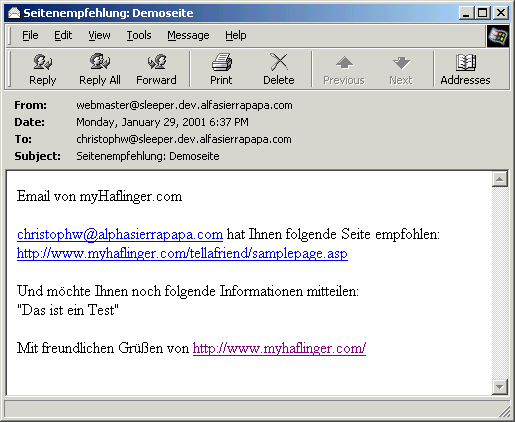 Seitenempfehlung: Demoseite
File Edit View Tools Message Help
Reply Reply All Forward Print Delete Previous Next Addresses
From: webmaster@sleeper.dev.alfasierrapapa.com
Date: Monday, January 29, 2001 6:37 PM
To: christophw@sleeper.dev.alfasierrapapa.com
Subject: Seitenempfehlung: Demoseite
Email von myHaflinger.com
christophw@alphasierrapapa.com hat Ihnen folgende Seite empfohlen:
http://www.myhaflinger.com/tellafriend/samplepage.asp
Und möchte Ihnen noch folgende Informationen mitteilen:
"Das ist ein Test"
Mit freundlichen Grüßen von http://www.myhaflinger.com/